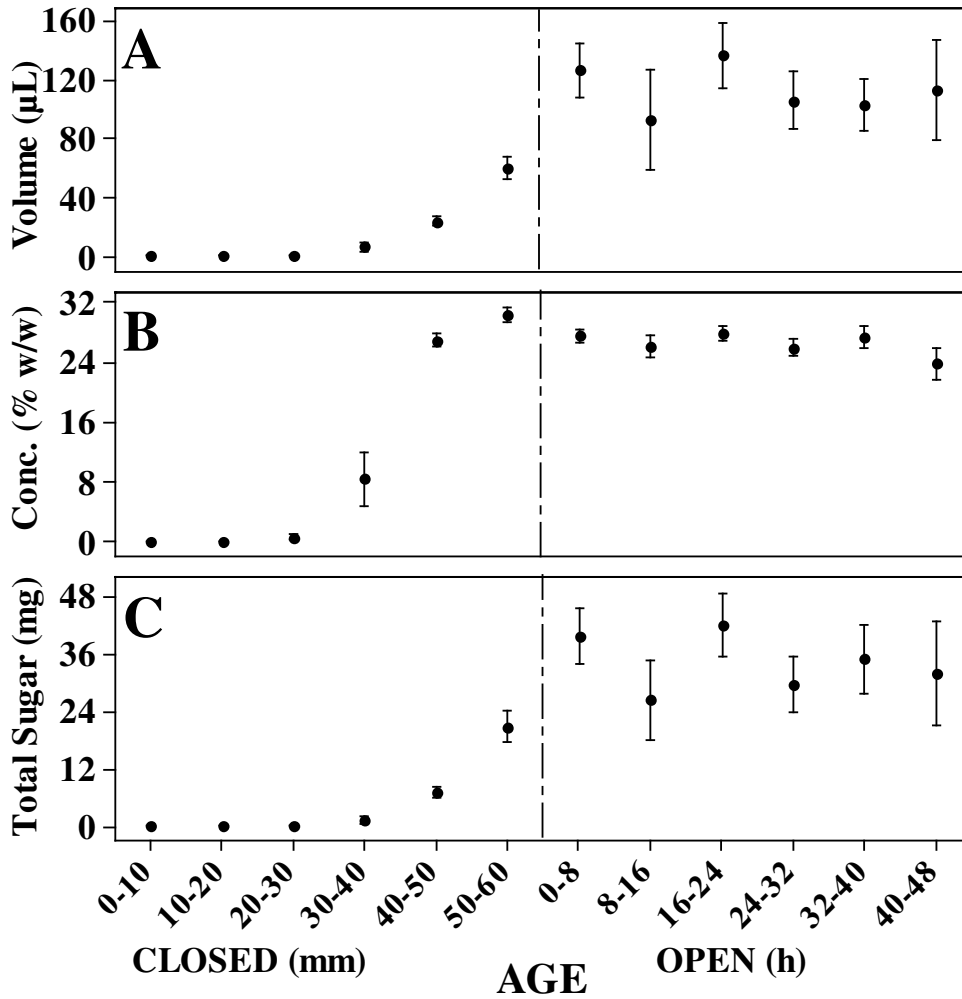 A
Volume (µL)
160
120
80
40
0
B
Conc. (% w/w)
32
24
16
8
0
C
Total Sugar (mg)
48
36
24
12
0
0-10 10-20 20-30 30-40 40-50 50-60 0-8 8-16 16-24 24-32 32-40 40-48
CLOSED (mm) OPEN (h)
AGE